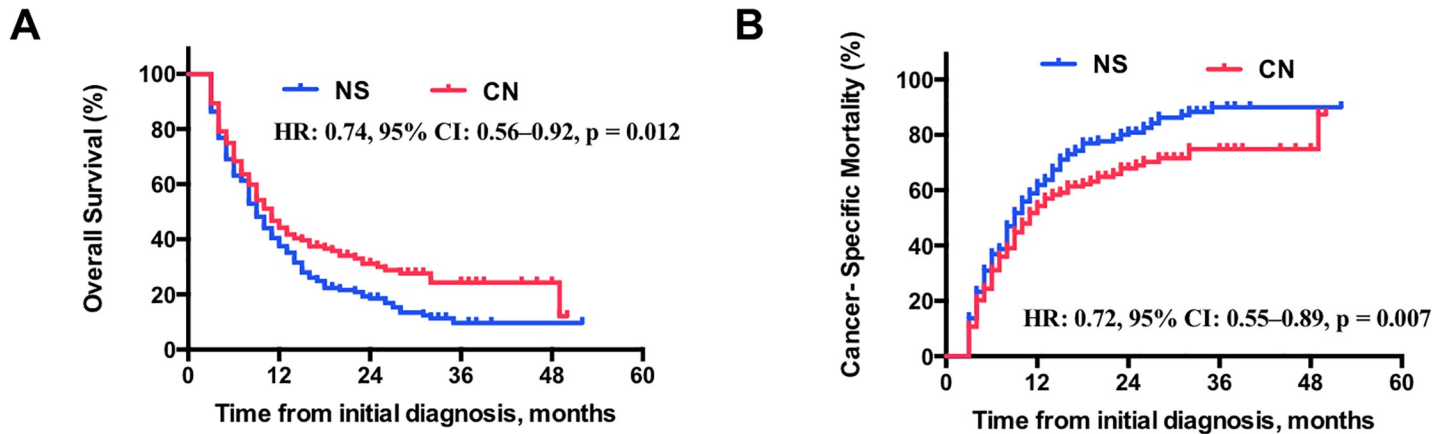 A
Overall Survival (%)
100
80
60
40
20
0
NS
CN
HR: 0.74, 95% CI: 0.56–0.92, p = 0.012
0 12 24 36 48 60
Time from initial diagnosis, months
B
Cancer- Specific Mortality (%)
100
80
60
40
20
0
NS
CN
HR: 0.72, 95% CI: 0.55–0.89, p = 0.007
0 12 24 36 48 60
Time from initial diagnosis, months